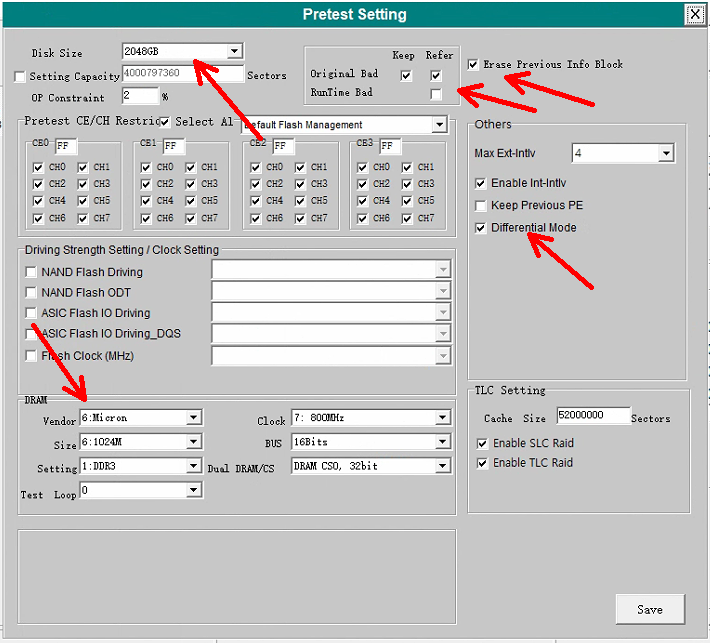 Pretest Setting
X
Disk Size 2048GB
Setting Capacity 4000797360 Sectors
OP Constraint 2 %
Keep Refer
Original Bad
RunTime Bad
Erase Previous Info Block
Pretest CE/CH Restric Select Al Default Flash Management
CE0 FF CE1 FF CE2 FF CE3 FF
CH0 CH1 CH0 CH1 CH0 CH1 CH0 CH1
CH2 CH3 CH2 CH3 CH2 CH3 CH2 CH3
CH4 CH5 CH4 CH5 CH4 CH5 CH4 CH5
CH6 CH7 CH6 CH7 CH6 CH7 CH6 CH7
Others
Max Ext-Intlv 4
Enable Int-Intlv
Keep Previous PE
Differential Mode
Driving Strength Setting / Clock Setting
NAND Flash Driving
NAND Flash ODT
ASIC Flash IO Driving
ASIC Flash IO Driving_DQS
Flash Clock (MHz)
DRAM
Vendor 6:Micron Clock 7: 800MHz
Size 6:1024M BUS 16Bits
Setting 1:DDR3 Dual DRAM/CS DRAM CS0, 32bit
Test Loop 0
TLC Setting
Cache Size 52000000 Sectors
Enable SLC Raid
Enable TLC Raid
Save